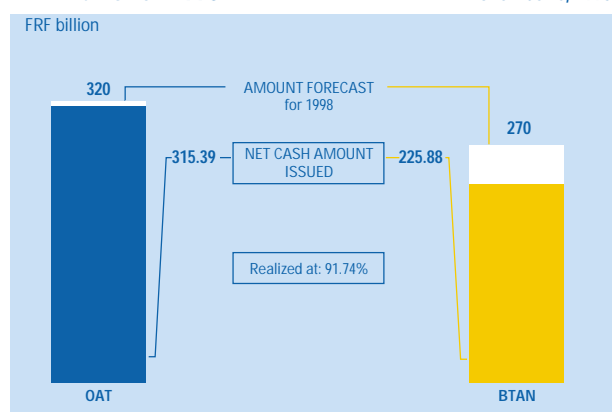 FRF billion
320
AMOUNT FORECAST
for 1998
270
315.39
NET CASH AMOUNT
ISSUED
225.88
Realized at: 91.74%
OAT
BTAN